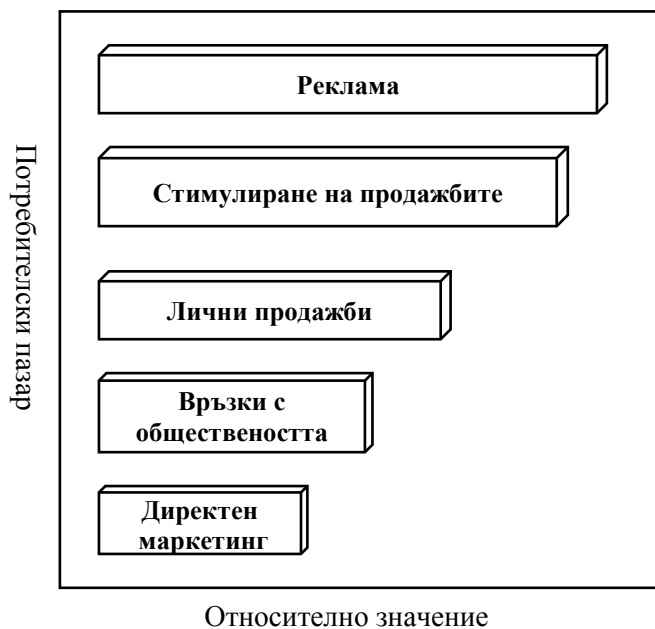 Реклама
Стимулиране на продажбите
Лични продажби
Връзки с
обществеността
Директен
маркетинг
Потребителски пазар
Относително значение